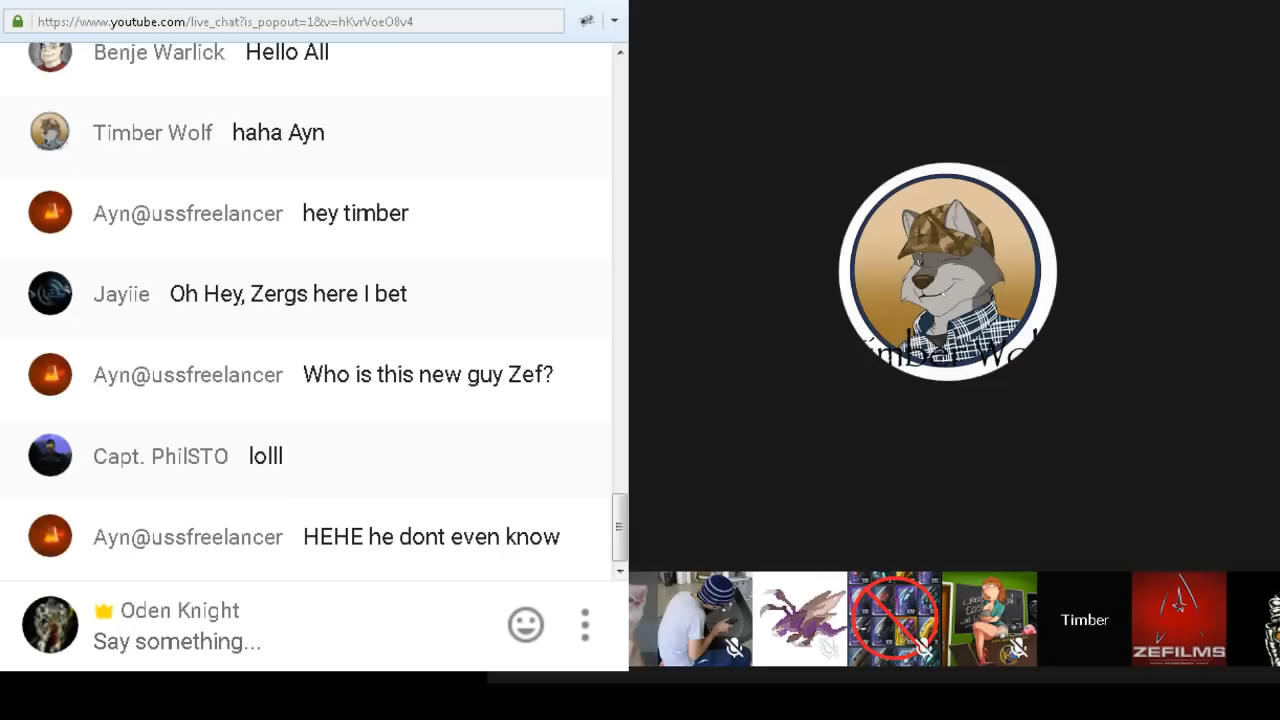 https://www.youtube.com/live_chat?is_popout=1&v=hKvrVoeO8v4
Benje Warlick Hello All
Timber Wolf haha Ayn
Ayn@ussfreelancer hey timber
Jayiie Oh Hey, Zergs here I bet
Ayn@ussfreelancer Who is this new guy Zef?
Capt. PhilSTO lolll
Ayn@ussfreelancer HEHE he dont even know
Oden Knight
Say something...
Timber Wo
Timber
ZEFILMS